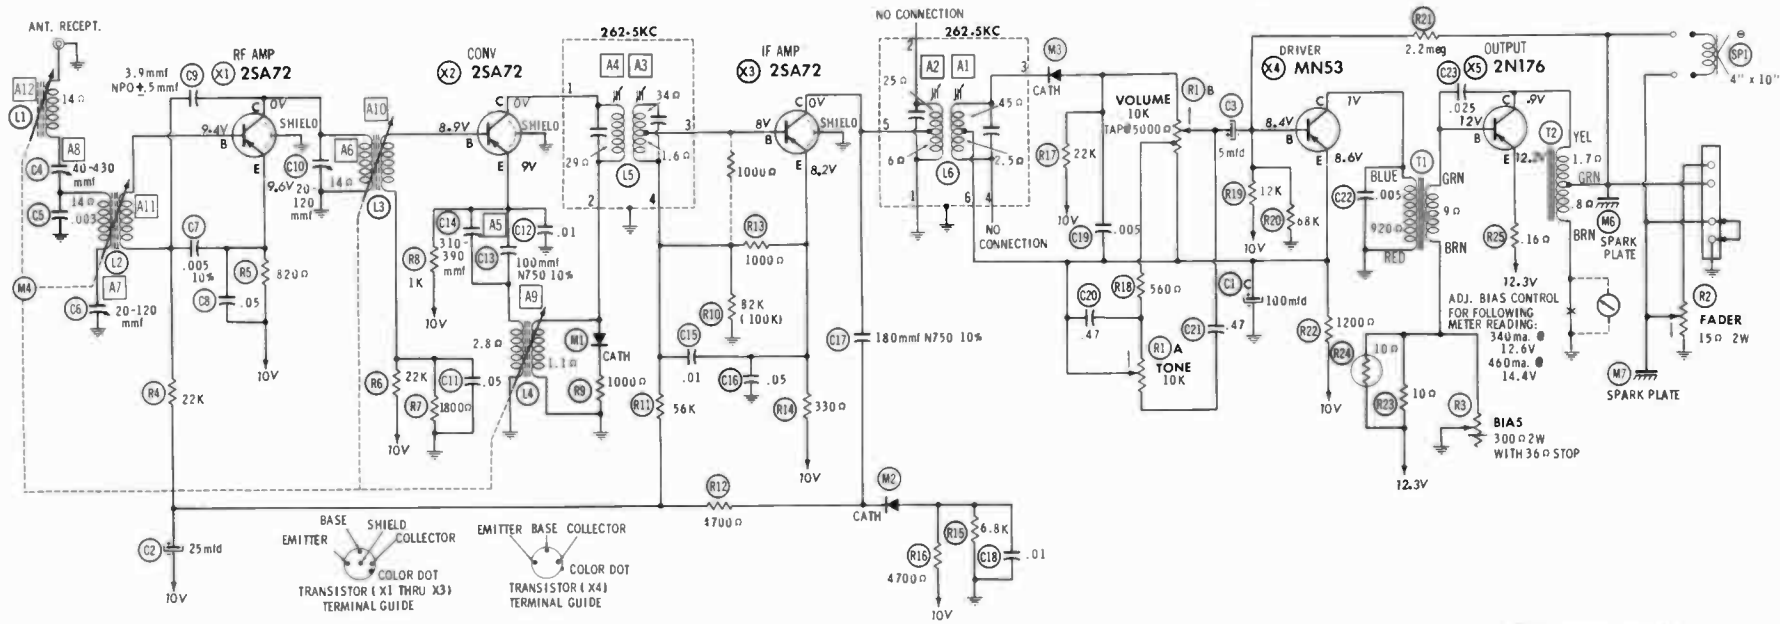 ANT. RECEPT.
A12
L1
14Ω
A8
C4
40-430
mmf
C5
14Ω
.003
A11
L2
A7
M4
C6
20-120
mmf
3.9mmf
NPO±.5mmf
C9
RF AMP
X1 2SA72
C
0V
SHIELD
9.4V
B
E
9.6V
C7
.005
10%
C8
.05
R5
820Ω
10V
R4
22K
C2
25mfd
10V
C10
20-
120
mmf
A6
14Ω
A10
L3
CONV
X2 2SA72
C
0V
SHIELD
8.9V
B
E
9V
C14
310-
390
mmf
A5
C12
.01
C13
100mmf
N750 10%
R8
1K
10V
A9
2.8Ω
1.1Ω
L4
R6
22K
10V
R7
1800Ω
C11
.05
262.5KC
A4
A3
1
34Ω
3
29Ω
1.6Ω
L5
2
4
M1
CATH
R9
1000Ω
IF AMP
X3 2SA72
C
0V
SHIELD
8V
B
E
8.2V
1000Ω
R13
1000Ω
R10
82K
(100K)
C15
.01
C16
.05
R11
56K
R14
330Ω
10V
R12
4700Ω
C17
180mmf N750 10%
M2
CATH
R16
4700Ω
10V
R15
6.8K
C18
.01
NO CONNECTION
262.5KC
2
A2
A1
25Ω
.45Ω
3
5
6Ω
2.5Ω
L6
1
6
4
NO
CONNECTION
M3
CATH
R17
22K
10V
C19
.005
VOLUME
10K
TAP@5000Ω
R1 B
C3
5mfd
R18
560Ω
C20
.47
R1 A
TONE
10K
C21
.47
C1 C
100mfd
DRIVER
X4 MN53
C
1V
8.4V
B
E
8.6V
R19
12K
10V
R20
68K
R22
1200Ω
10V
R21
2.2meg
BLUE
C22
.005
920Ω
RED
T1
GRN
9Ω
BRN
OUTPUT
X5 2N176
C23
.025
C
.9V
12V
B
E
12.2V
R25
.16Ω
12.3V
T2
YEL
1.7Ω
GRN
.8Ω
BRN
ADJ. BIAS CONTROL
FOR FOLLOWING
METER READING:
340ma. @
12.6V
460ma. @
14.4V
R24
10Ω
R23
10Ω
12.3V
R3
BIAS
300Ω 2W
WITH 36Ω STOP
M6
SPARK
PLATE
M7
SPARK PLATE
R2
FADER
15Ω 2W
SP1
4" x 10"
BASE SHIELD
EMITTER COLLECTOR
COLOR DOT
TRANSISTOR (X1 THRU X3)
TERMINAL GUIDE
EMITTER BASE COLLECTOR
COLOR DOT
TRANSISTOR (X4)
TERMINAL GUIDE